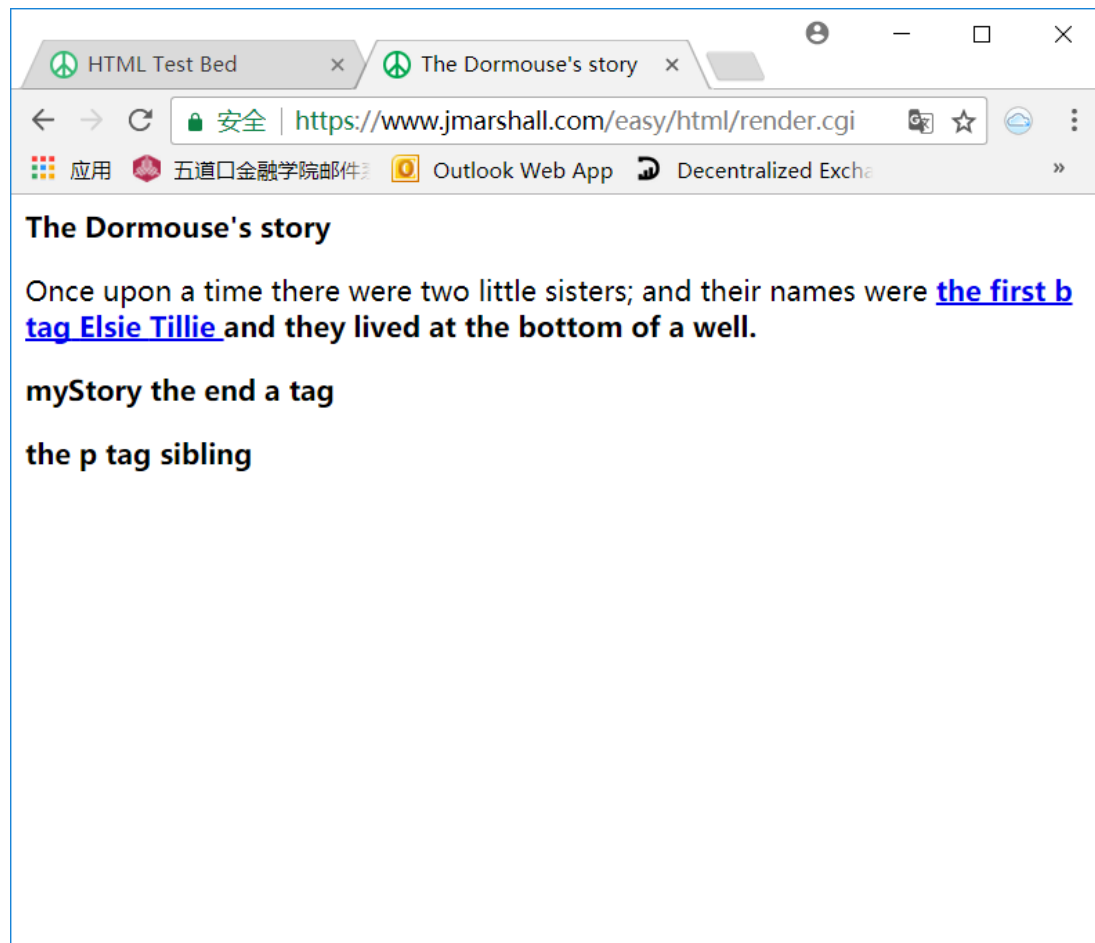 HTML Test Bed
The Dormouse's story
安全 https://www.jmarshall.com/easy/html/render.cgi
应用 五道口金融学院邮件 Outlook Web App Decentralized Excha
The Dormouse's story
Once upon a time there were two little sisters; and their names were the first b
tag Elsie Tillie and they lived at the bottom of a well.
myStory the end a tag
the p tag sibling